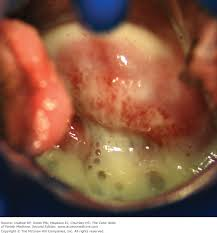 Source: Usatine RP, Smith MA, Mayeaux EJ, Chumley HS: The Color Atlas
of Family Medicine, Second Edition: www.accessmedicine.com
Copyright © The McGraw-Hill Companies, Inc. All rights reserved.